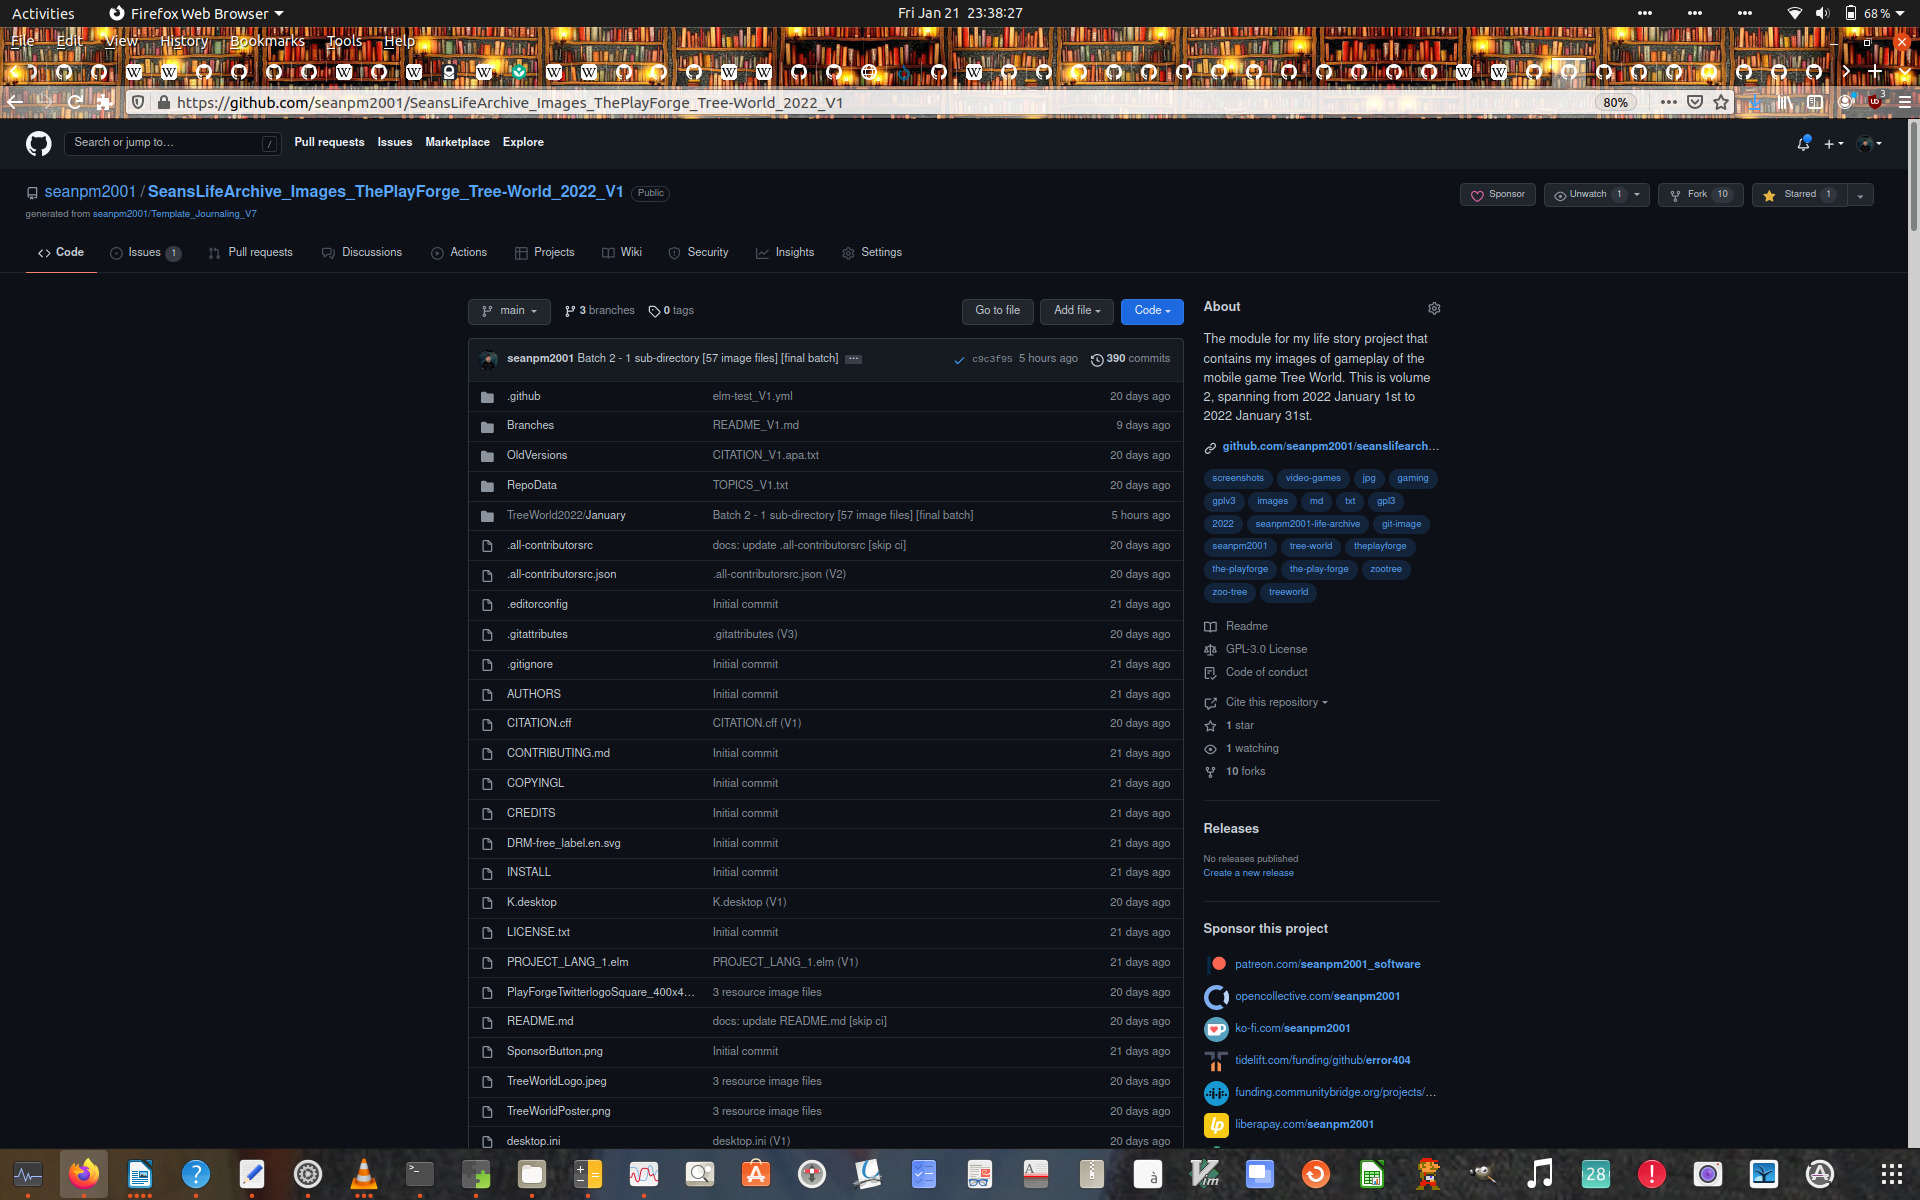 Activities
Firefox Web Browser
Fri Jan 21 23:38:27
68 %
File Edit View History Bookmarks Tools Help
https://github.com/seanpm2001/SeansLifeArchive_Images_ThePlayForge_Tree-World_2022_V1
80%
3
Search or jump to…
/
Pull requests
Issues
Marketplace
Explore
seanpm2001 / SeansLifeArchive_Images_ThePlayForge_Tree-World_2022_V1 Public
generated from seanpm2001/Template_Journaling_V7
Sponsor
Unwatch 1
Fork 10
Starred 1
Code
Issues 1
Pull requests
Discussions
Actions
Projects
Wiki
Security
Insights
Settings
main
3 branches
0 tags
Go to file
Add file
Code
seanpm2001 Batch 2 - 1 sub-directory [57 image files] [final batch] ... c9c3f95 5 hours ago 390 commits
.github elm-test_V1.yml 20 days ago
Branches README_V1.md 9 days ago
OldVersions CITATION_V1.apa.txt 20 days ago
RepoData TOPICS_V1.txt 20 days ago
TreeWorld2022/January Batch 2 - 1 sub-directory [57 image files] [final batch] 5 hours ago
.all-contributorsrc docs: update .all-contributorsrc [skip ci] 20 days ago
.all-contributorsrc.json .all-contributorsrc.json (V2) 20 days ago
.editorconfig Initial commit 21 days ago
.gitattributes .gitattributes (V3) 20 days ago
.gitignore Initial commit 21 days ago
AUTHORS Initial commit 21 days ago
CITATION.cff CITATION.cff (V1) 20 days ago
CONTRIBUTING.md Initial commit 21 days ago
COPYINGL Initial commit 21 days ago
CREDITS Initial commit 21 days ago
DRM-free_label.en.svg Initial commit 21 days ago
INSTALL Initial commit 21 days ago
K.desktop K.desktop (V1) 20 days ago
LICENSE.txt Initial commit 21 days ago
PROJECT_LANG_1.elm PROJECT_LANG_1.elm (V1) 21 days ago
PlayForgeTwitterlogoSquare_400x4... 3 resource image files 20 days ago
README.md docs: update README.md [skip ci] 20 days ago
SponsorButton.png Initial commit 21 days ago
TreeWorldLogo.jpeg 3 resource image files 20 days ago
TreeWorldPoster.png 3 resource image files 20 days ago
desktop.ini desktop.ini (V1) 20 days ago
About
The module for my life story project that
contains my images of gameplay of the
mobile game Tree World. This is volume
2, spanning from 2022 January 1st to
2022 January 31st.
github.com/seanpm2001/seanslifearch...
screenshots video-games jpg gaming
gplv3 images md txt gpl3
2022 seanpm2001-life-archive git-image
seanpm2001 tree-world theplayforge
the-playforge the-play-forge zootree
zoo-tree treeworld
Readme
GPL-3.0 License
Code of conduct
Cite this repository
1 star
1 watching
10 forks
Releases
No releases published
Create a new release
Sponsor this project
patreon.com/seanpm2001_software
opencollective.com/seanpm2001
ko-fi.com/seanpm2001
tidelift.com/funding/github/error404
funding.communitybridge.org/projects/...
lp
liberapay.com/seanpm2001
28